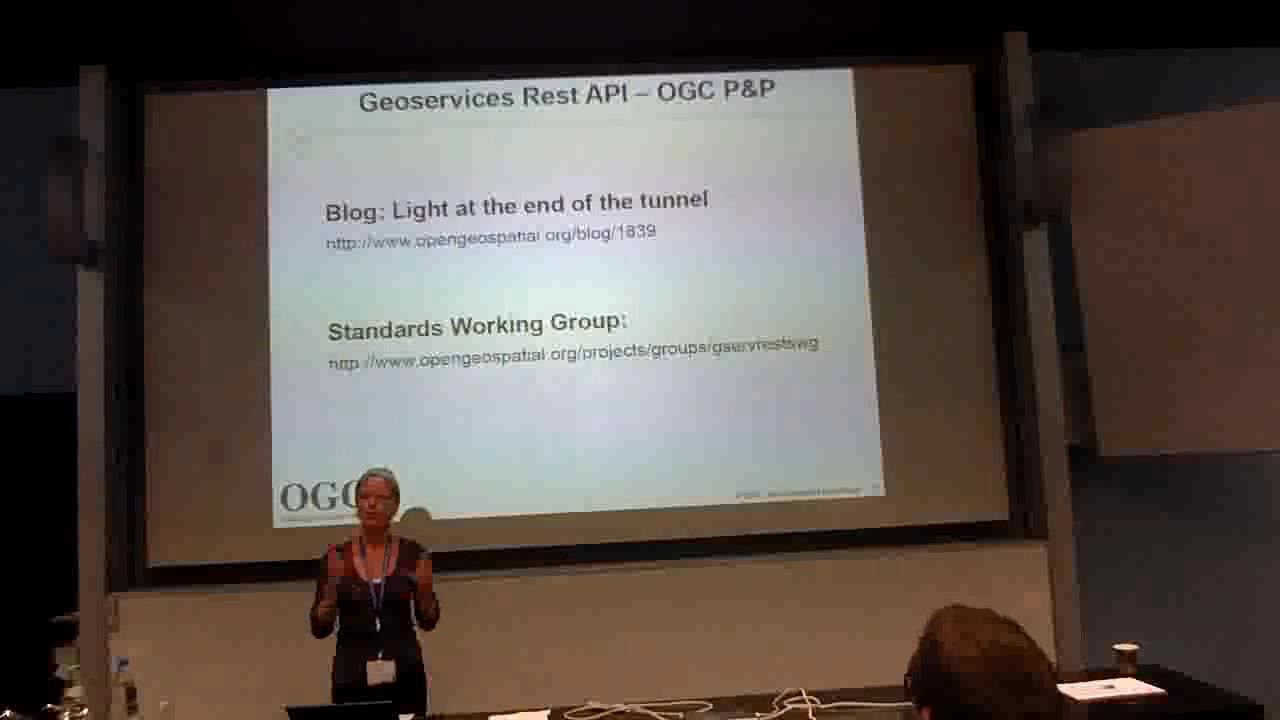 Geoservices Rest API – OGC P&P
Blog: Light at the end of the tunnel
http://www.opengeospatial.org/blog/1839
Standards Working Group:
http://www.opengeospatial.org/projects/groups/gservrestswg
OGC